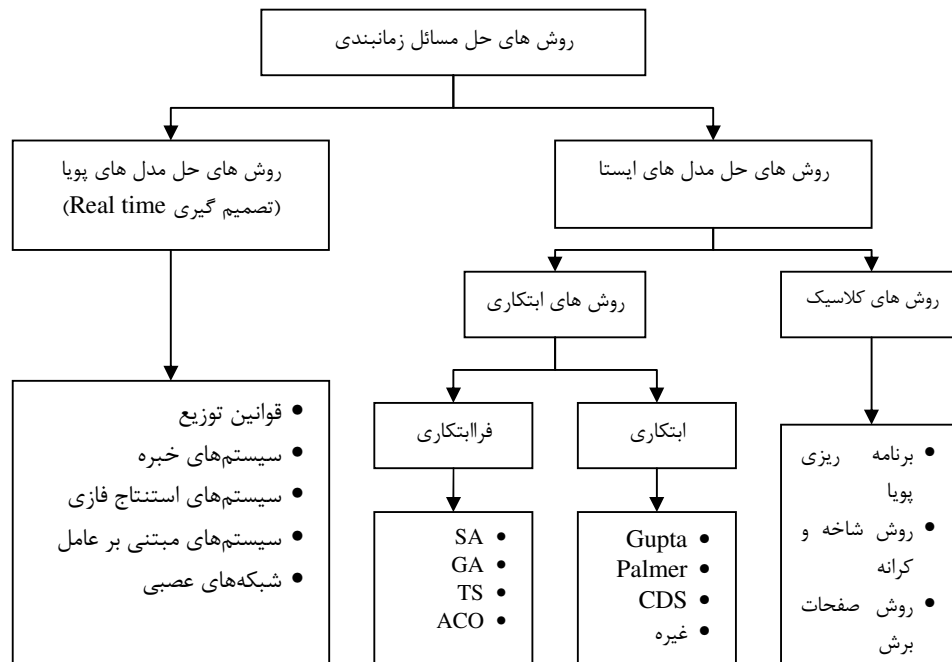 روش های حل مسائل زمانبندی
روش های حل مدل های ایستا
روش های حل مدل های پویا
(تصمیم گیری Real time)
روش های کلاسیک
روش های ابتکاری
ابتکاری
فراابتکاری
• برنامه ریزی
پویا
• روش شاخه و
کرانه
• روش صفحات
برش
• Gupta
• Palmer
• CDS
• غیره
• SA
• GA
• TS
• ACO
• قوانین توزیع
• سیستم‌های خبره
• سیستم‌های استنتاج فازی
• سیستم‌های مبتنی بر عامل
• شبکه‌های عصبی